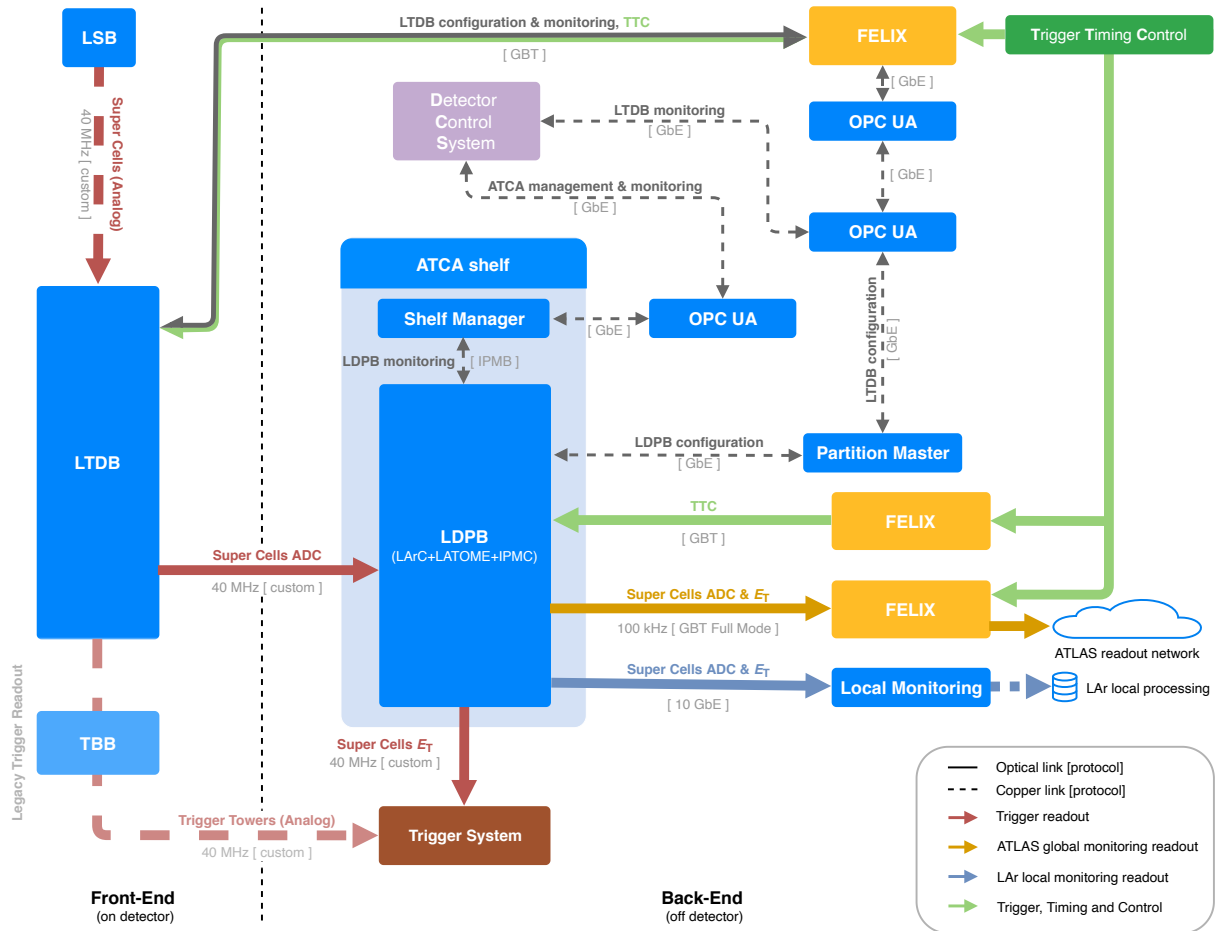 LSB
LTDB configuration & monitoring, TTC
[ GBT ]
FELIX
Trigger Timing Control
Super Cells (Analog)
40 MHz [ custom ]
[ GbE ]
Detector
Control
System
LTDB monitoring
[ GbE ]
OPC UA
[ GbE ]
ATCA management & monitoring
[ GbE ]
OPC UA
ATCA shelf
Shelf Manager
[ GbE ]
OPC UA
LTDB configuration
[ GbE ]
LDPB monitoring
[ IPMB ]
LTDB
LDPB configuration
[ GbE ]
Partition Master
TTC
[ GBT ]
FELIX
LDPB
(LArC+LATOME+IPMC)
Super Cells ADC
40 MHz [ custom ]
Super Cells ADC & ET
100 kHz [ GBT Full Mode ]
FELIX
ATLAS readout network
Super Cells ADC & ET
[ 10 GbE ]
Local Monitoring
LAr local processing
Legacy Trigger Readout
TBB
Super Cells ET
40 MHz [ custom ]
Trigger Towers (Analog)
40 MHz [ custom ]
Trigger System
Optical link [protocol]
Copper link [protocol]
Trigger readout
ATLAS global monitoring readout
LAr local monitoring readout
Trigger, Timing and Control
Front-End
(on detector)
Back-End
(off detector)